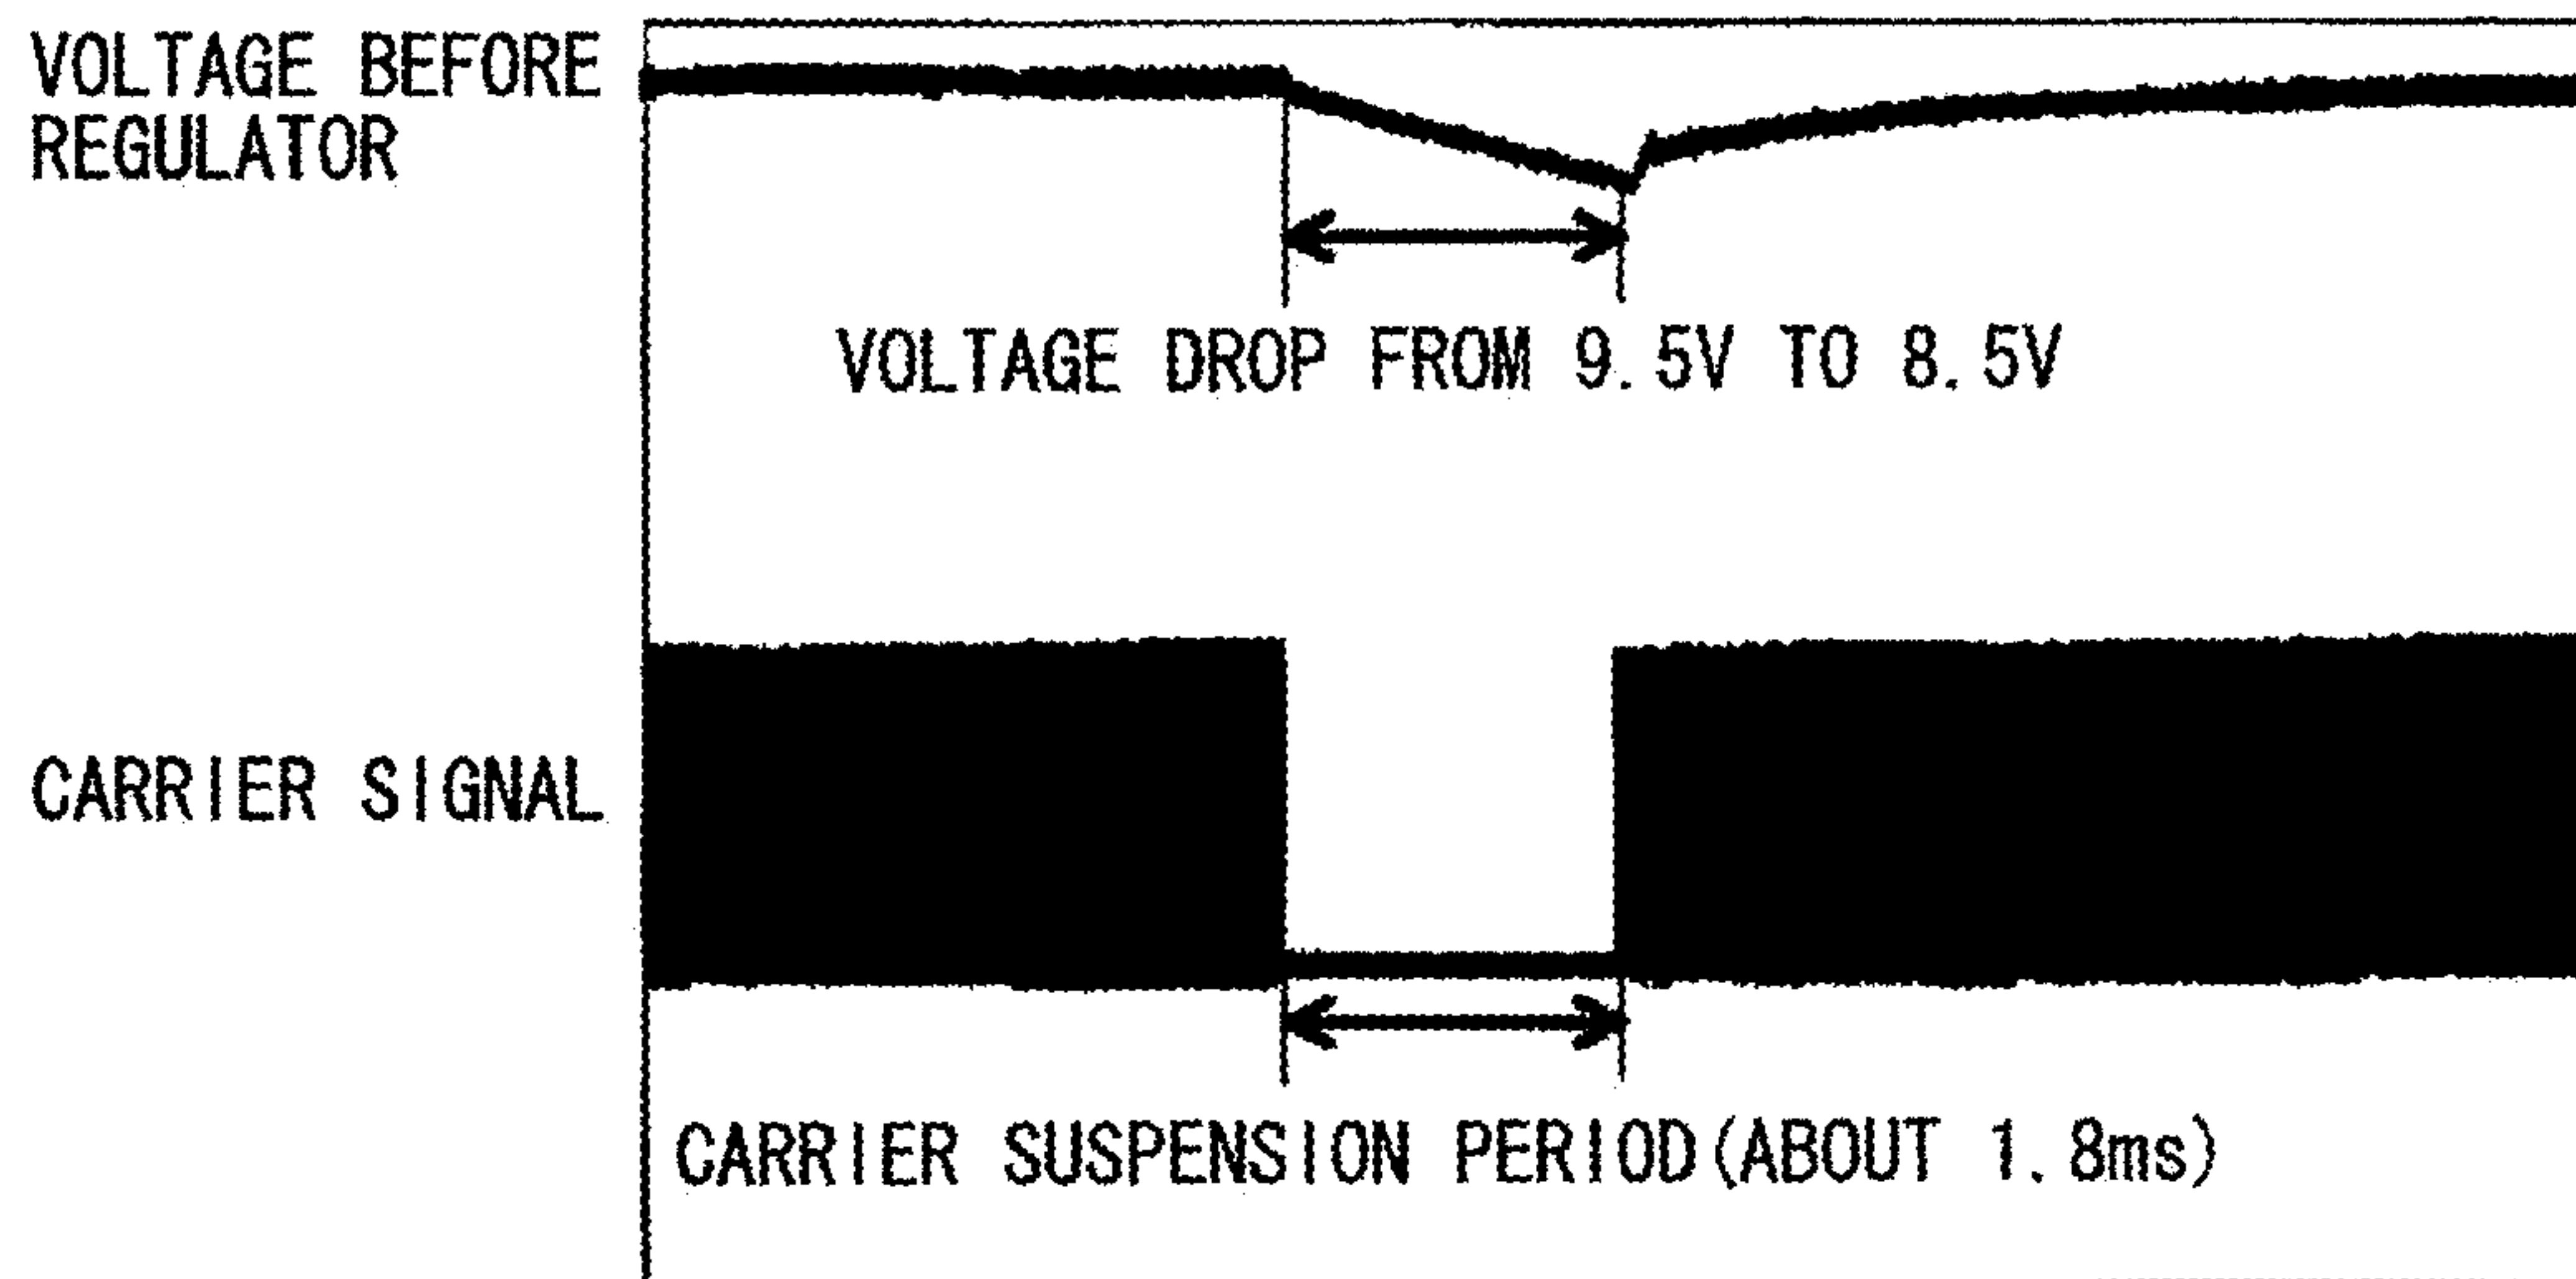 VOLTAGE BEFORE
REGULATOR
VOLTAGE DROP FROM 9.5V TO 8.5V
CARRIER SIGNAL
CARRIER SUSPENSION PERIOD(ABOUT 1.8ms)